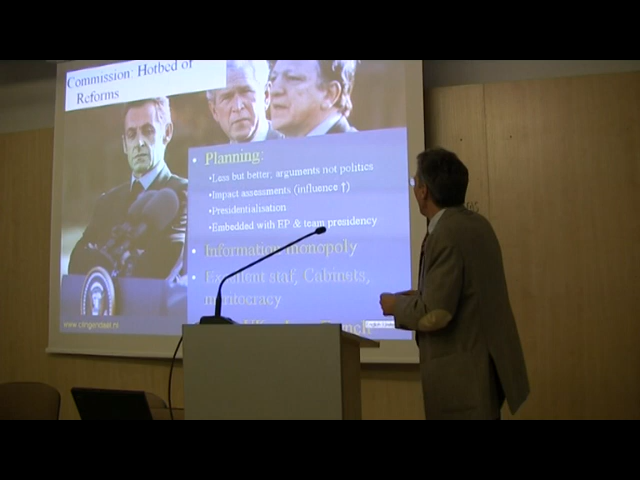 Commission: Hotbed of
Reforms
• Planning:
•Less but better; arguments not politics
•Impact assessments (influence ↑)
•Presidentialisation
•Embedded with EP & team presidency
• Information monopoly
• Excellent staf, Cabinets,
meritocracy
www.clingendael.nl